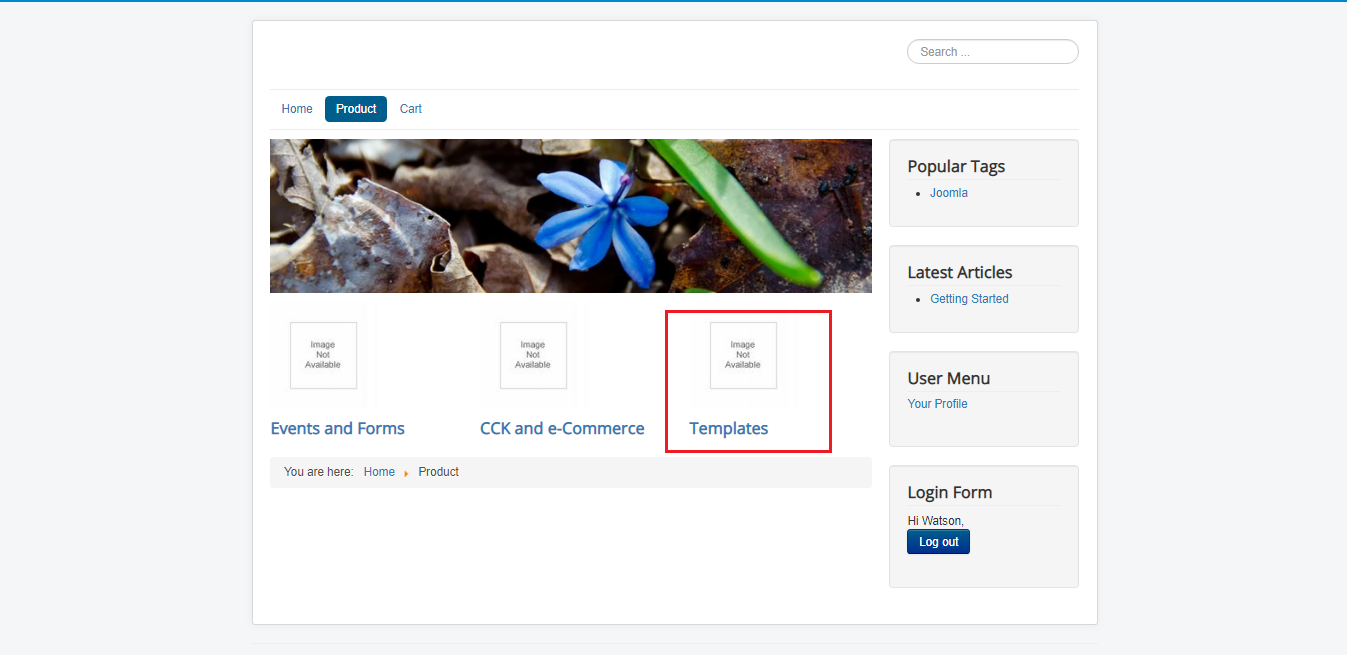 Search ...
Home Product Cart
Popular Tags
Joomla
Latest Articles
Getting Started
Image
Not
Available
Image
Not
Available
Image
Not
Available
Events and Forms CCK and e-Commerce Templates
You are here: Home Product
User Menu
Your Profile
Login Form
Hi Watson,
Log out